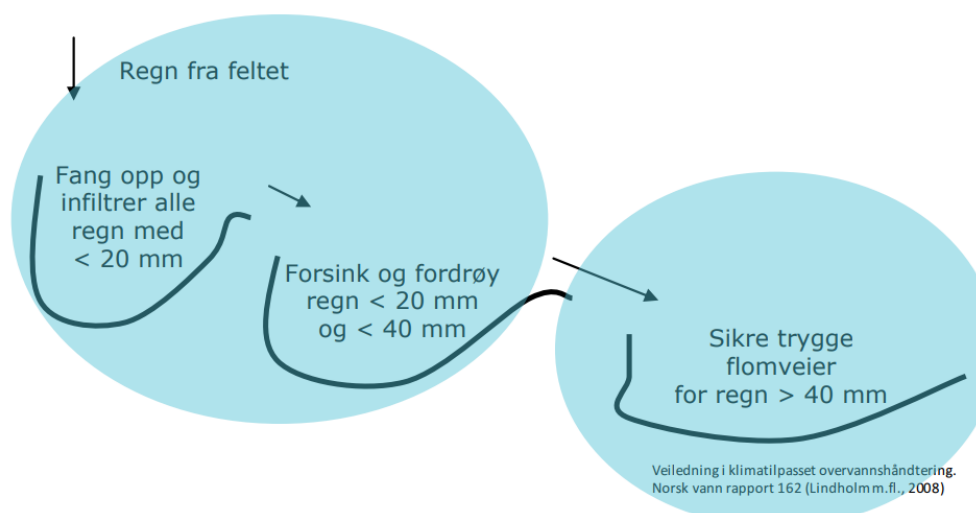 Regn fra feltet
Fang opp og
infiltrer alle
regn med
< 20 mm
Forsink og fordrøy
regn < 20 mm
og < 40 mm
Sikre trygge
flomveier
for regn > 40 mm
Veiledning i klimatilpasset overvannshåndtering.
Norsk vann rapport 162 (Lindholm m.fl., 2008)